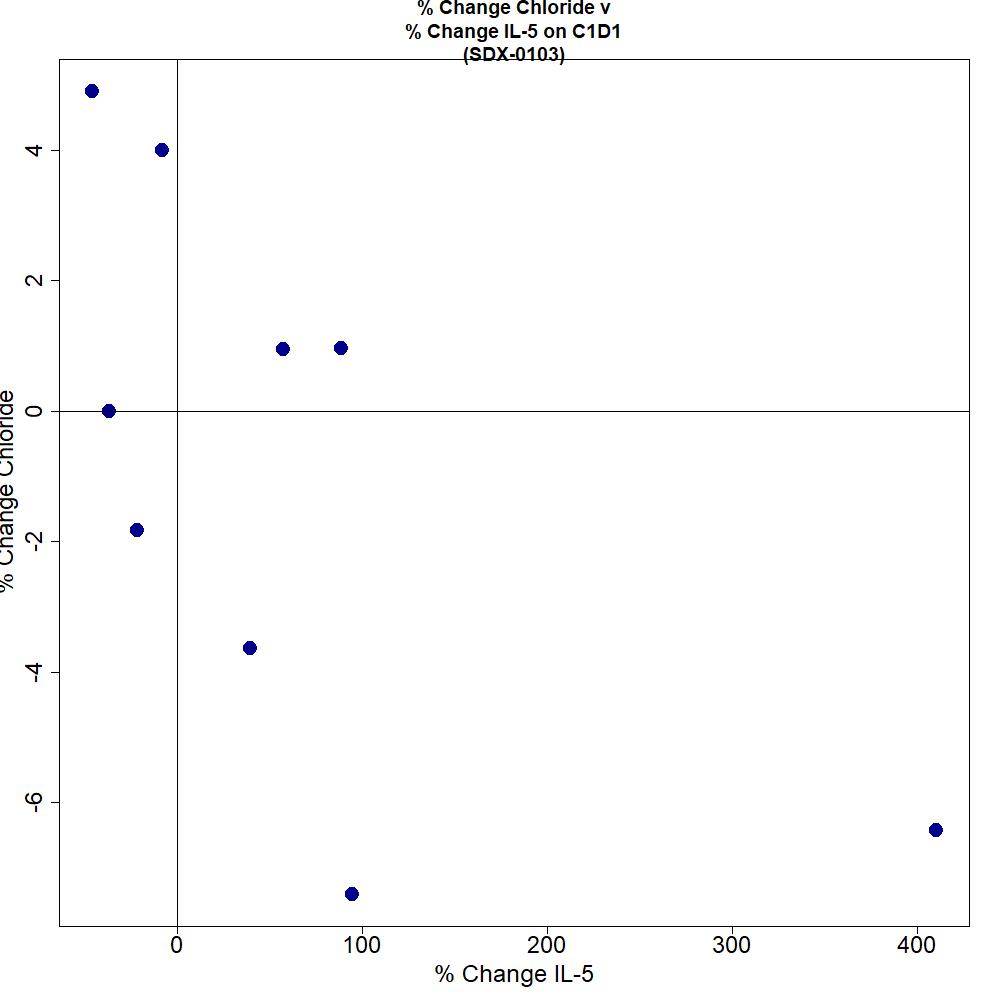 % Change Chloride v
% Change IL-5 on C1D1
(SDX-0103)
% Change Chloride
4
2
0
-2
-4
-6
0
100
200
300
400
% Change IL-5